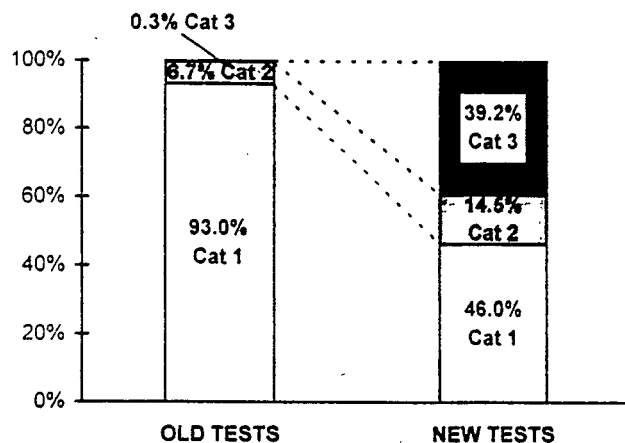 0.3% Cat 3
100%
80%
60%
40%
20%
0%
6.7% Cat 2
93.0%
Cat 1
39.2%
Cat 3
14.5%
Cat 2
46.0%
Cat 1
OLD TESTS
NEW TESTS